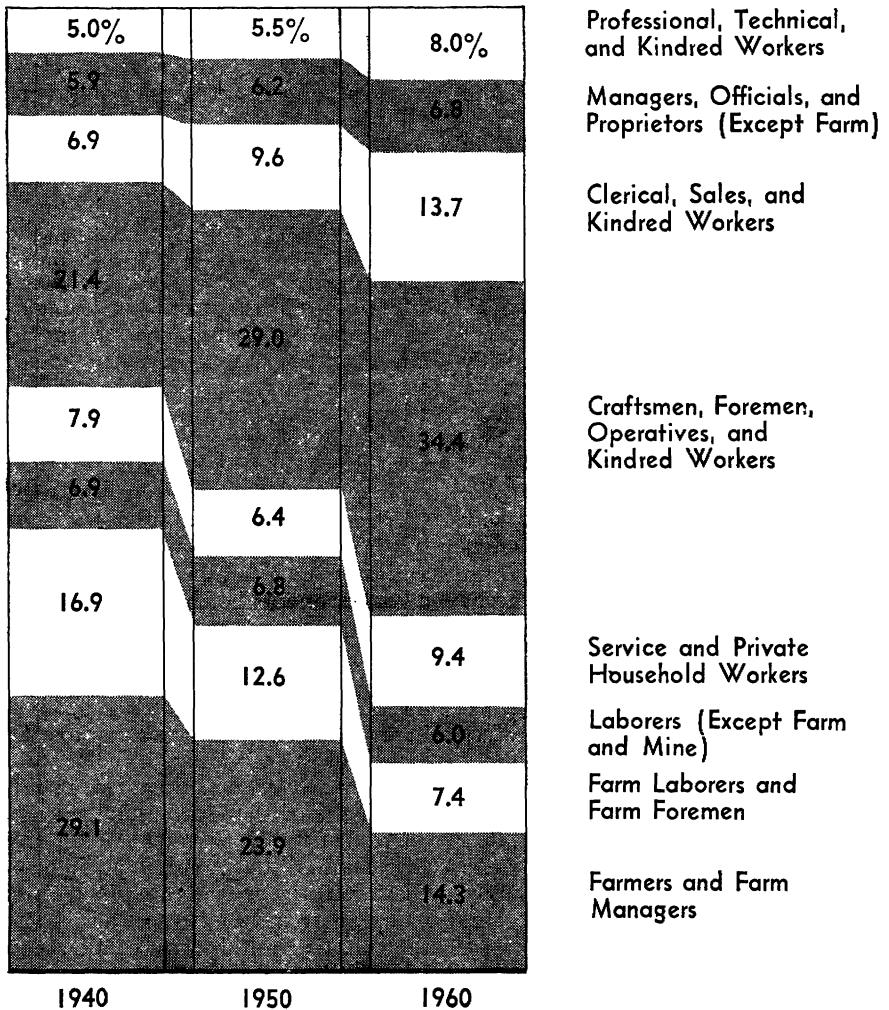 5.0% 5.5% 8.0%
Professional, Technical,
and Kindred Workers
5.9 6.2 6.8
Managers, Officials, and
Proprietors (Except Farm)
6.9 9.6 13.7
Clerical, Sales, and
Kindred Workers
21.4 29.0 34.4
Craftsmen, Foremen,
Operatives, and
Kindred Workers
7.9 6.4 9.4
Service and Private
Household Workers
6.9 6.8 6.0
Laborers (Except Farm
and Mine)
16.9 12.6 7.4
Farm Laborers and
Farm Foremen
29.1 23.9 14.3
Farmers and Farm
Managers
1940 1950 1960